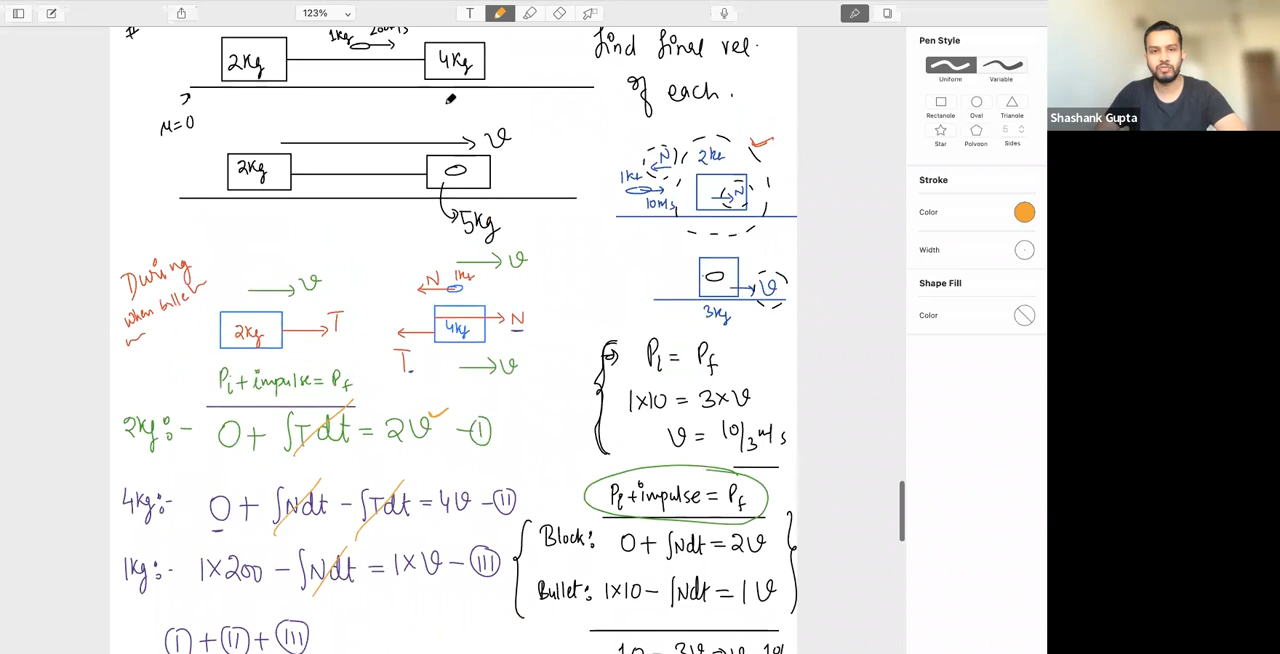 123%
T
Pen Style
Uniform Variable
Rectangle Oval Triangle
5
Star Polygon Sides
Stroke
Color
Width
Shape Fill
Color
Shashank Gupta
1kg 200m/s
2kg 4kg
μ=0
find final vel.
of each.
v
2kg
5kg
N 2kg
1kg N
10m/s
v
3kg
During
when bullet
v
2kg T
v
N 1kg
4kg N
T
v
Pi + impulse = Pf
2kg:- 0 + ∫Tdt = 2v - (I)
4kg:- 0 + ∫Ndt - ∫Tdt = 4v - (II)
1kg:- 1×200 - ∫Ndt = 1×v - (III)
(I) + (II) + (III)
Pi = Pf
1×10 = 3×v
v = 10/3 m/s
Pi + impulse = Pf
Block: 0 + ∫Ndt = 2v
Bullet: 1×10 - ∫Ndt = 1v